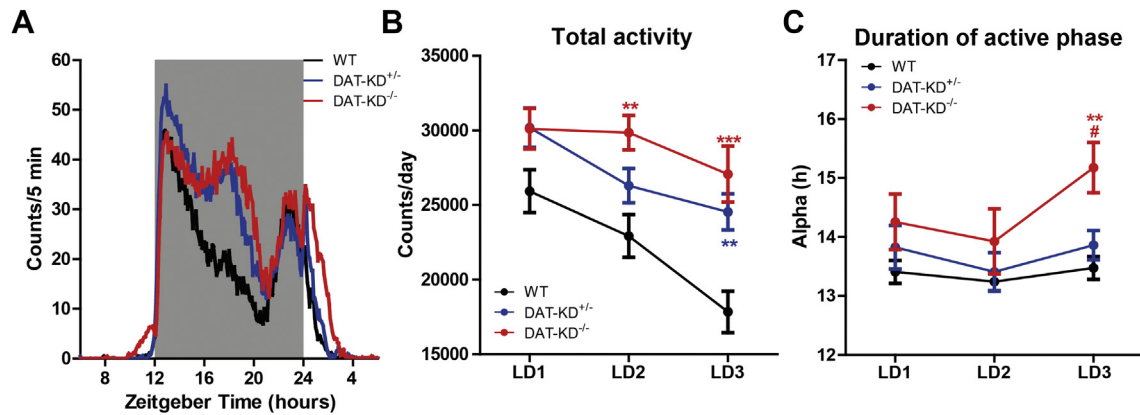 A
60
50
40
30
20
10
0
Counts/5 min
8
12
16
20
24
4
Zeitgeber Time (hours)
WT
DAT-KD+/-
DAT-KD-/-
B
Total activity
35000
30000
25000
20000
15000
Counts/day
**
***
**
WT
DAT-KD+/-
DAT-KD-/-
LD1
LD2
LD3
C
Duration of active phase
17
16
15
14
13
12
Alpha (h)
WT
DAT-KD+/-
DAT-KD-/-
**
#
LD1
LD2
LD3